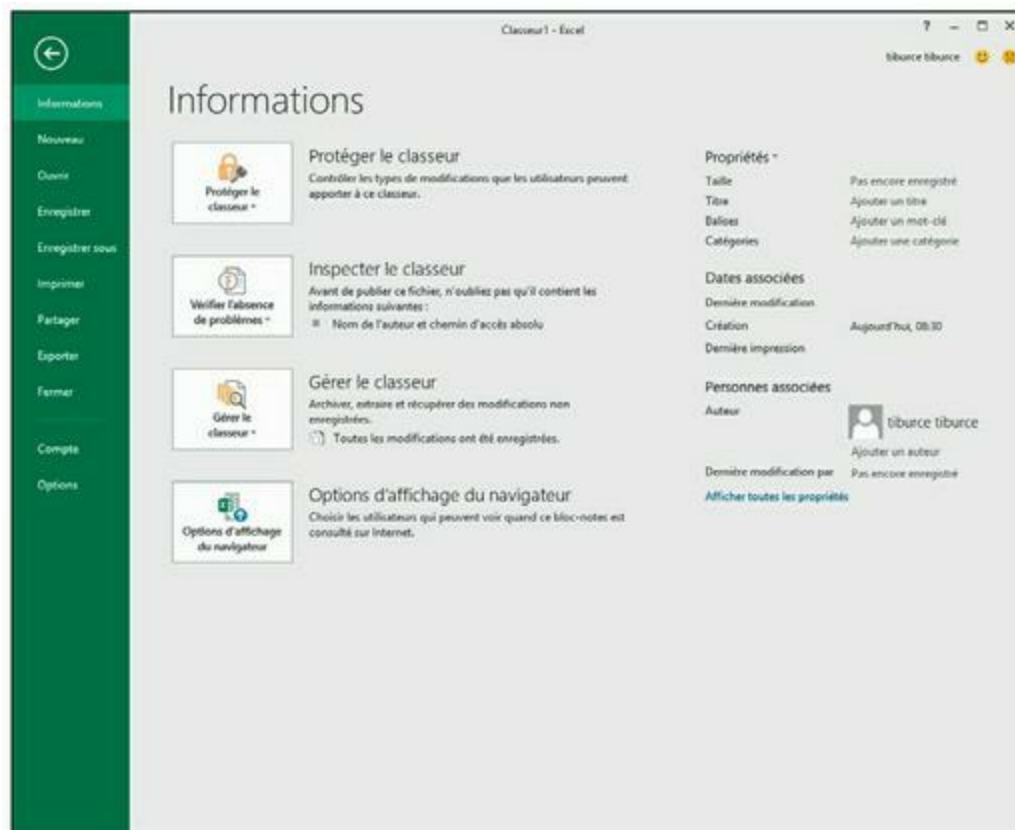 Classeur1 - Excel
?
tiburce tiburce
Informations
Nouveau
Ouvrir
Enregistrer
Enregistrer sous
Imprimer
Partager
Exporter
Fermer
Compte
Options
Informations
Protéger le
classeur
Protéger le classeur
Contrôler les types de modifications que les utilisateurs peuvent
apporter à ce classeur.
Vérifier l'absence
de problèmes
Inspecter le classeur
Avant de publier ce fichier, n'oubliez pas qu'il contient les
informations suivantes :
Nom de l'auteur et chemin d'accès absolu
Gérer le
classeur
Gérer le classeur
Archiver, extraire et récupérer des modifications non
enregistrées.
Toutes les modifications ont été enregistrées.
Options d'affichage
du navigateur
Options d'affichage du navigateur
Choisir les utilisateurs qui peuvent voir quand ce bloc-notes est
consulté sur Internet.
Propriétés
Taille Pas encore enregistré
Titre Ajouter un titre
Balises Ajouter un mot-clé
Catégories Ajouter une catégorie
Dates associées
Dernière modification
Création Aujourd'hui, 08:30
Dernière impression
Personnes associées
Auteur tiburce tiburce
Ajouter un auteur
Dernière modification par Pas encore enregistré
Afficher toutes les propriétés